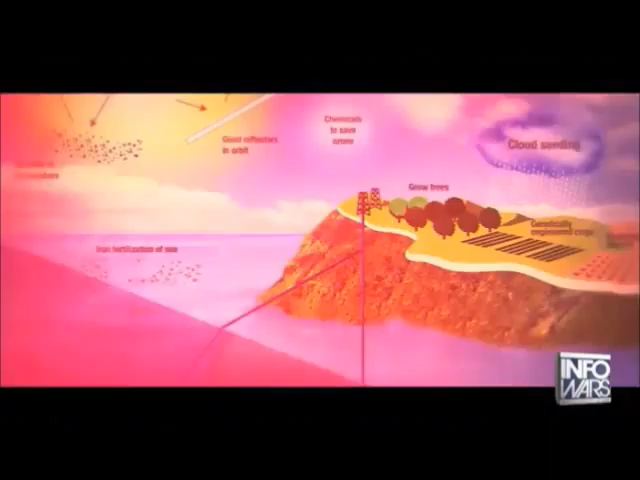 Giant reflectors
in orbit
Chemicals
to save
ozone
Cloud seeding
Grow trees
Genetically
engineered crops
Iron fertilization of sea
INFO
WARS